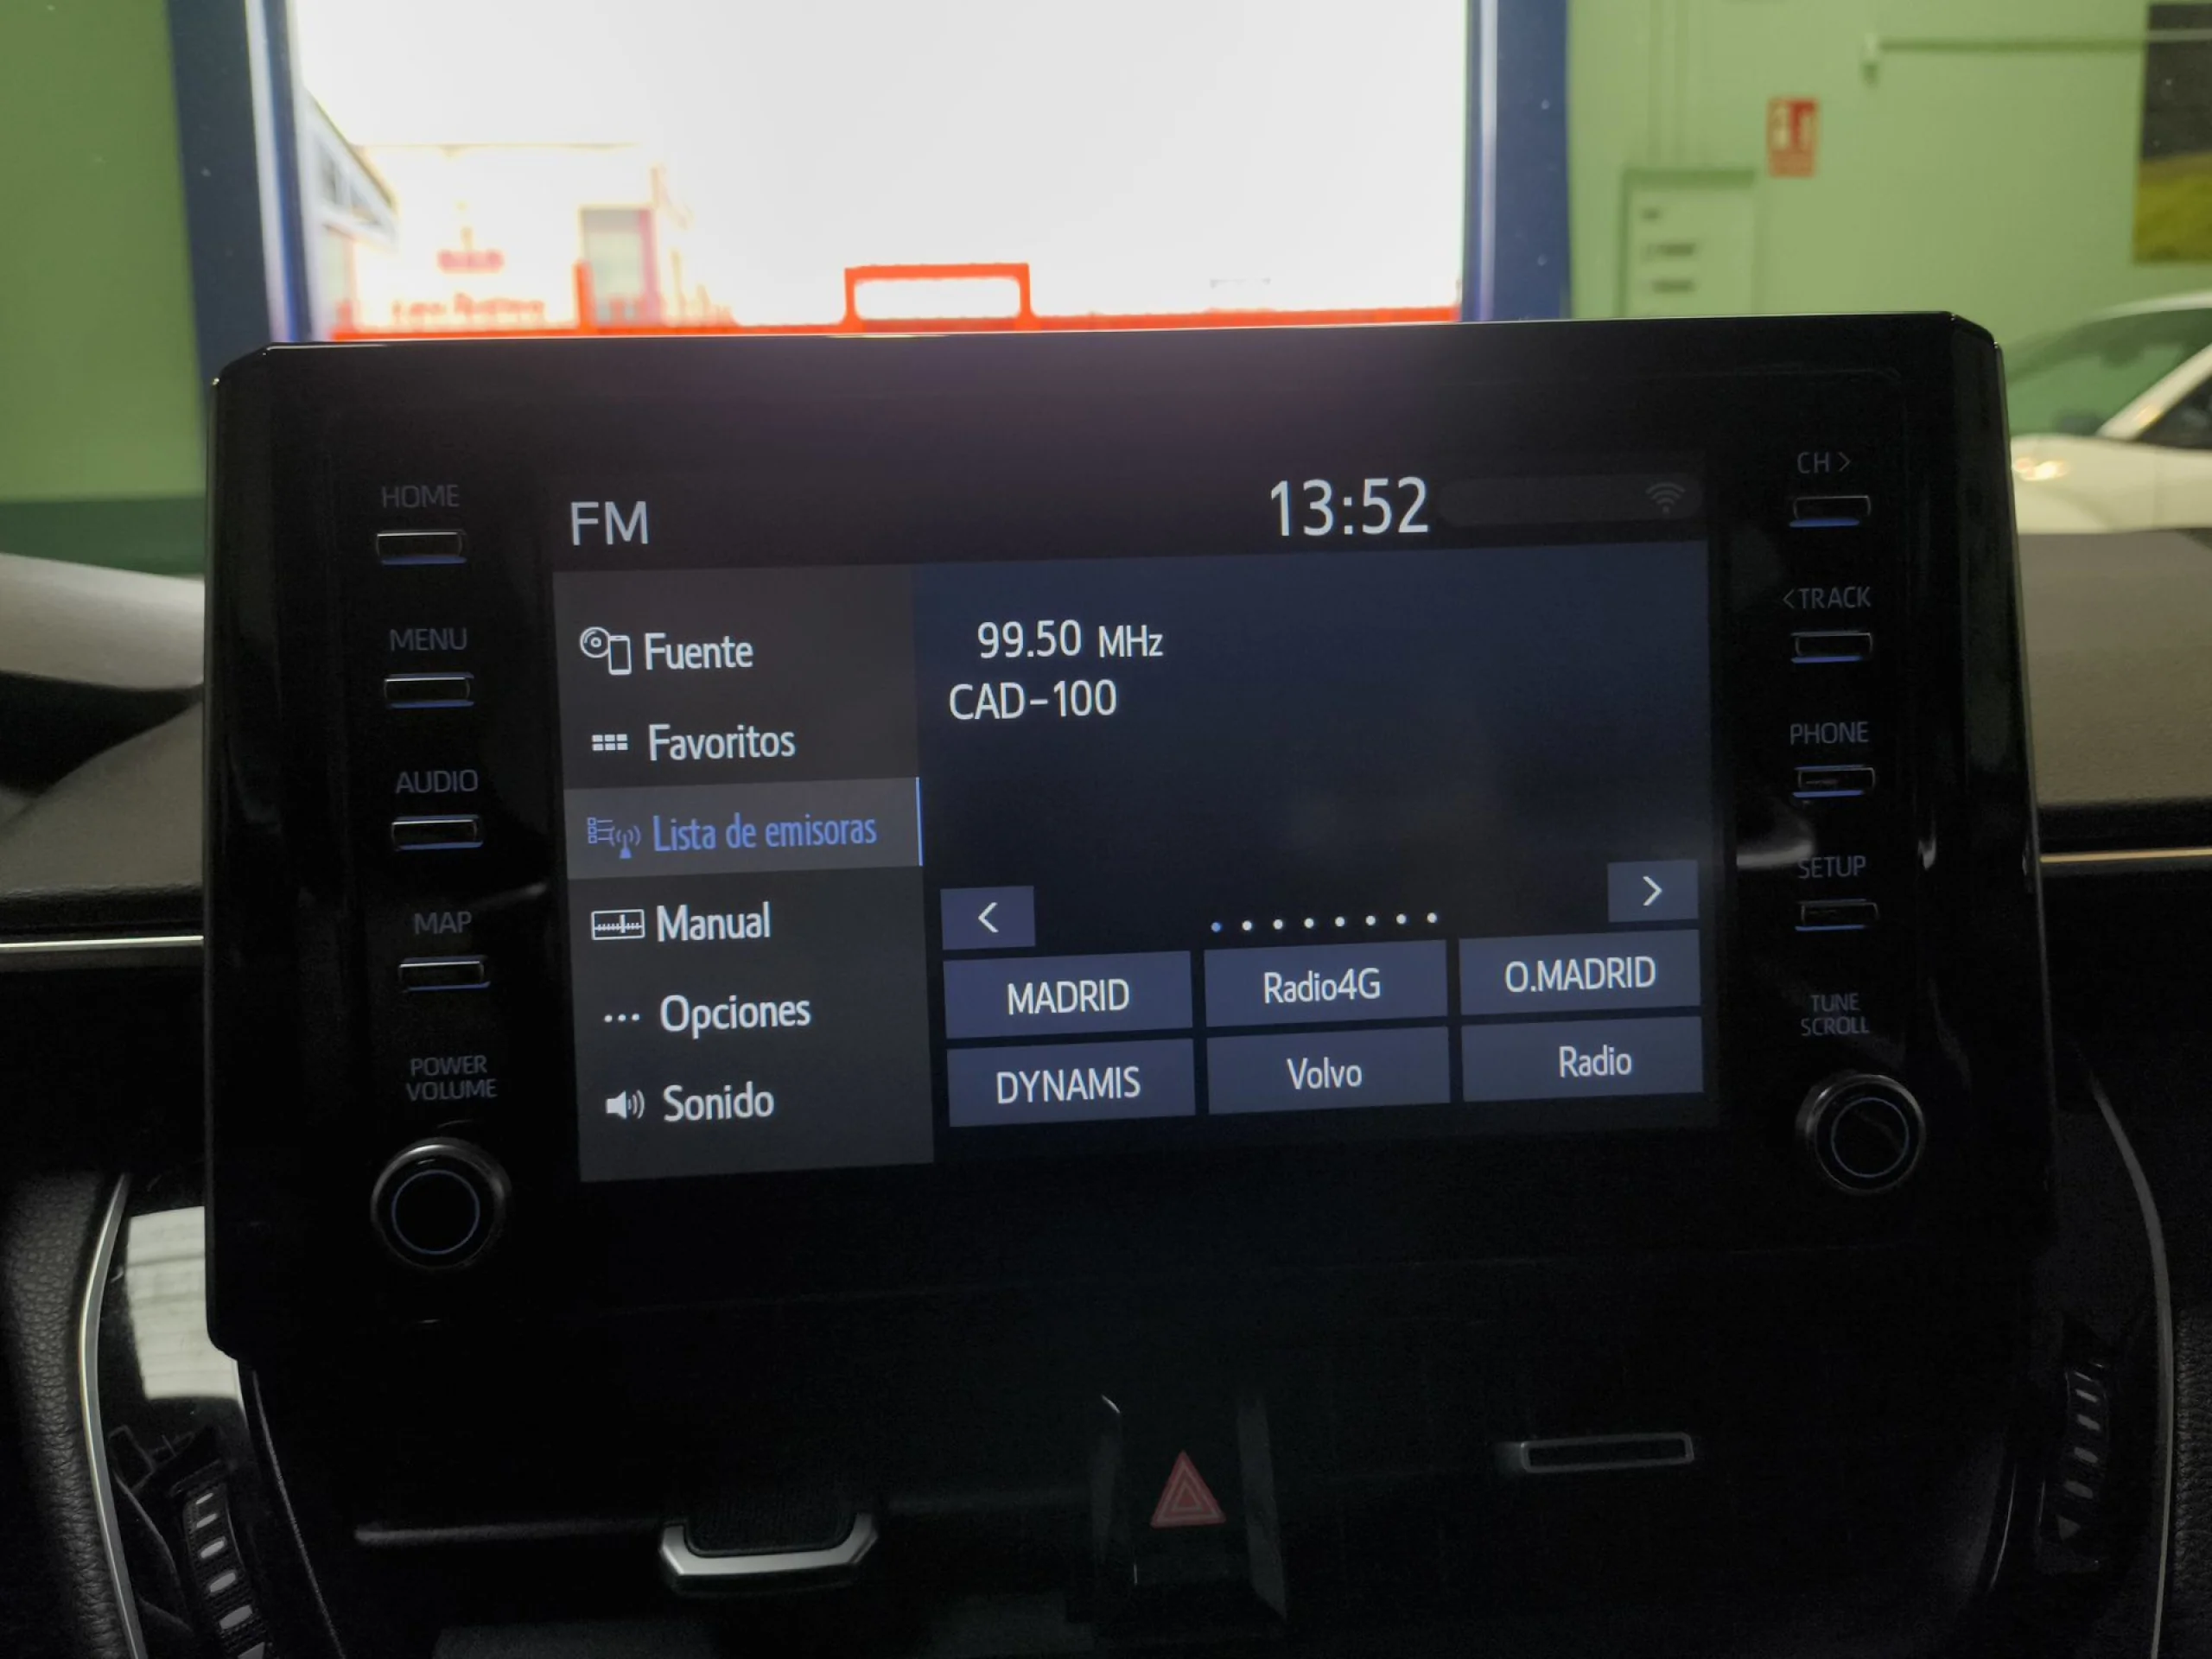 HOME
MENU
AUDIO
MAP
POWER
VOLUME
FM
13:52
Fuente
Favoritos
Lista de emisoras
Manual
Opciones
Sonido
99.50 MHz
CAD-100
<
>
MADRID
Radio4G
O.MADRID
DYNAMIS
Volvo
Radio
CH >
< TRACK
PHONE
SETUP
TUNE
SCROLL